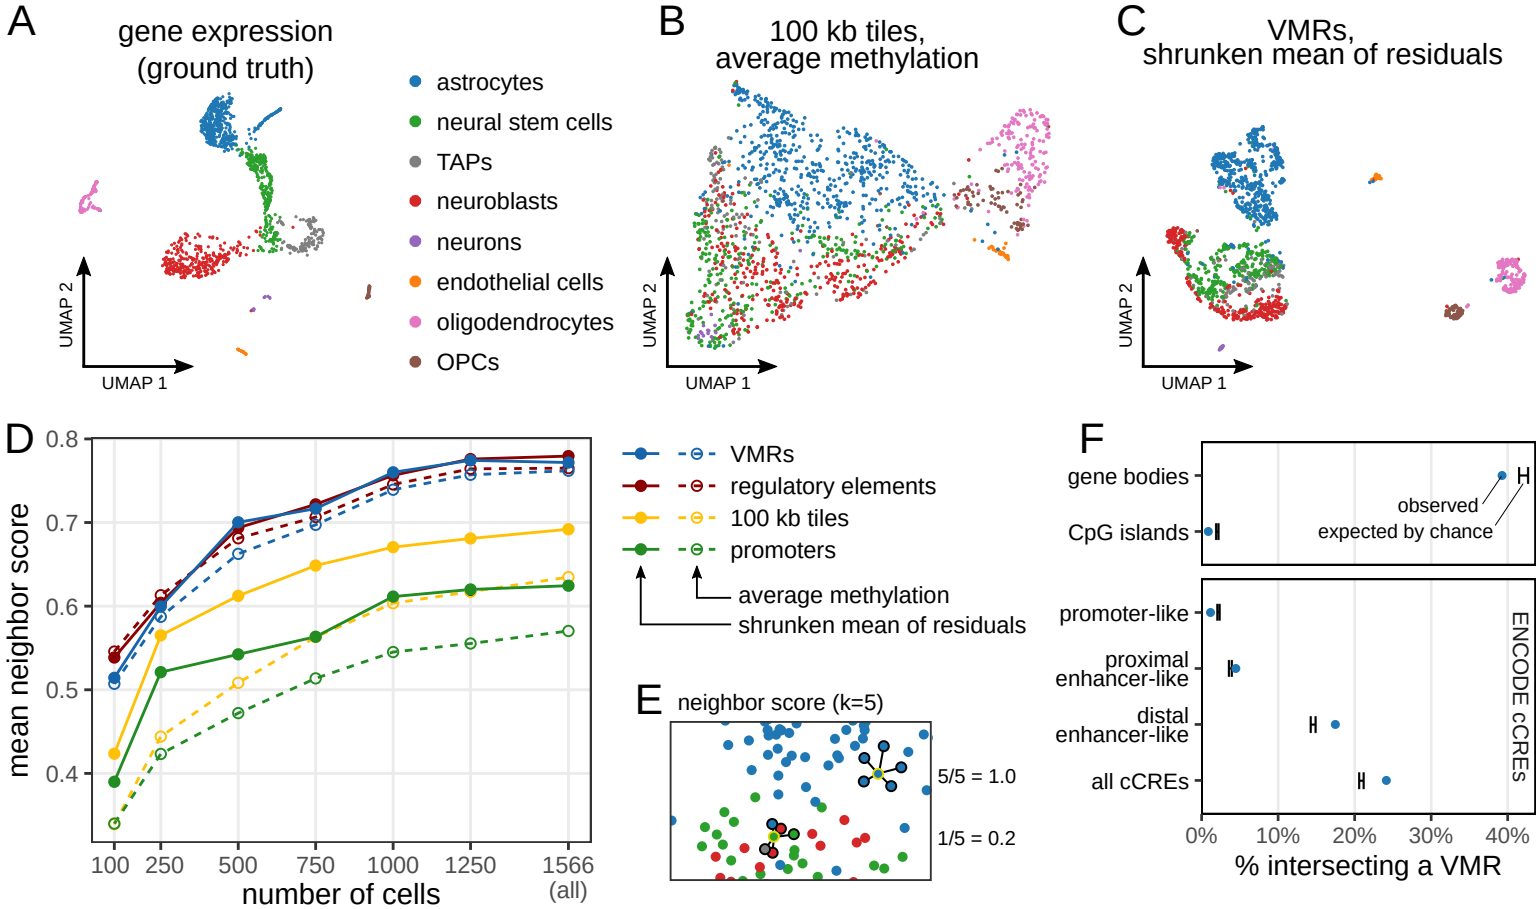 A
gene expression
(ground truth)
astrocytes
neural stem cells
TAPs
neuroblasts
neurons
endothelial cells
oligodendrocytes
OPCs
UMAP 2
UMAP 1
B
100 kb tiles,
average methylation
UMAP 2
UMAP 1
C
VMRs,
shrunken mean of residuals
UMAP 2
UMAP 1
D
mean neighbor score
0.8
0.7
0.6
0.5
0.4
100
250
500
750
1000
1250
1566
(all)
number of cells
VMRs
regulatory elements
100 kb tiles
promoters
average methylation
shrunken mean of residuals
E
neighbor score (k=5)
5/5 = 1.0
1/5 = 0.2
F
gene bodies
CpG islands
observed
expected by chance
promoter-like
proximal
enhancer-like
distal
enhancer-like
all cCREs
ENCODE cCREs
0%
10%
20%
30%
40%
% intersecting a VMR